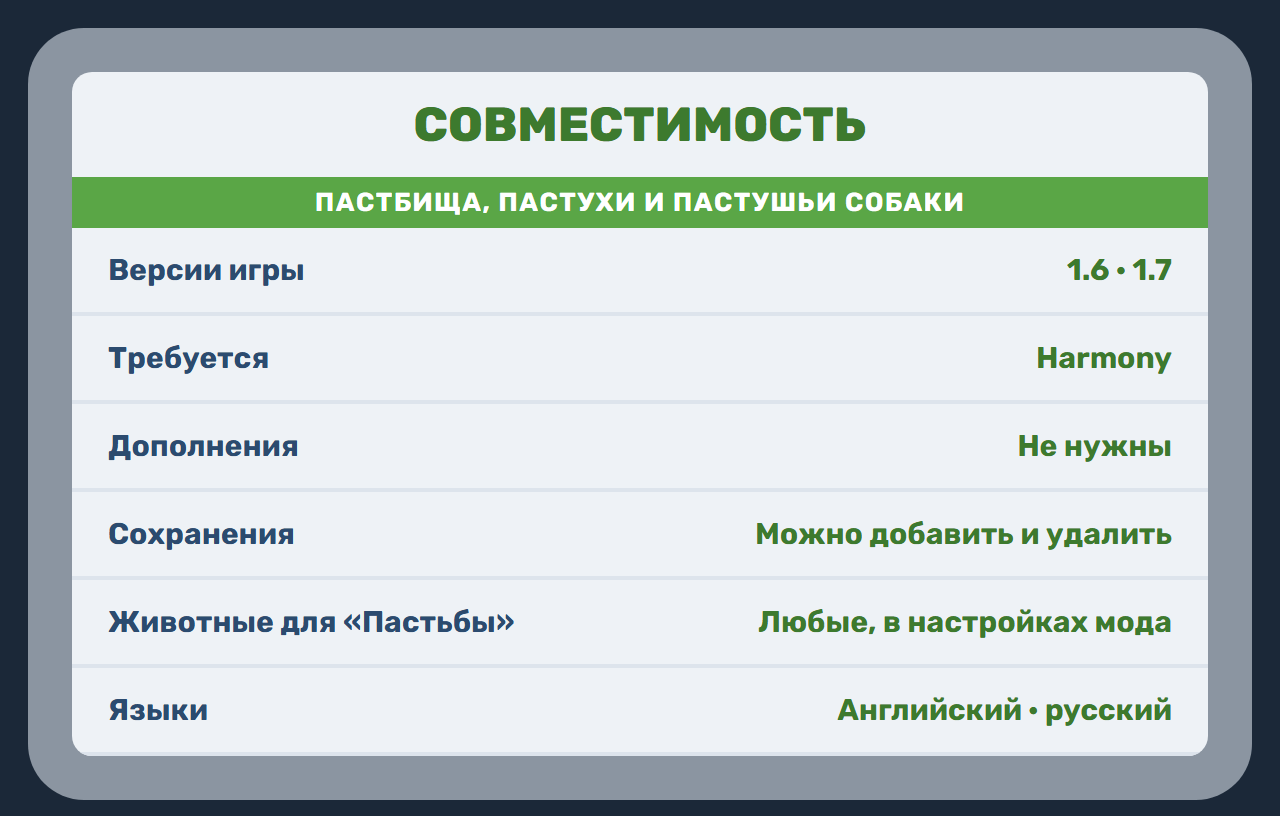 СОВМЕСТИМОСТЬ
ПАСТБИЩА, ПАСТУХИ И ПАСТУШЬИ СОБАКИ
Версии игры 1.6 • 1.7
Требуется Harmony
Дополнения Не нужны
Сохранения Можно добавить и удалить
Животные для «Пастьбы» Любые, в настройках мода
Языки Английский • русский